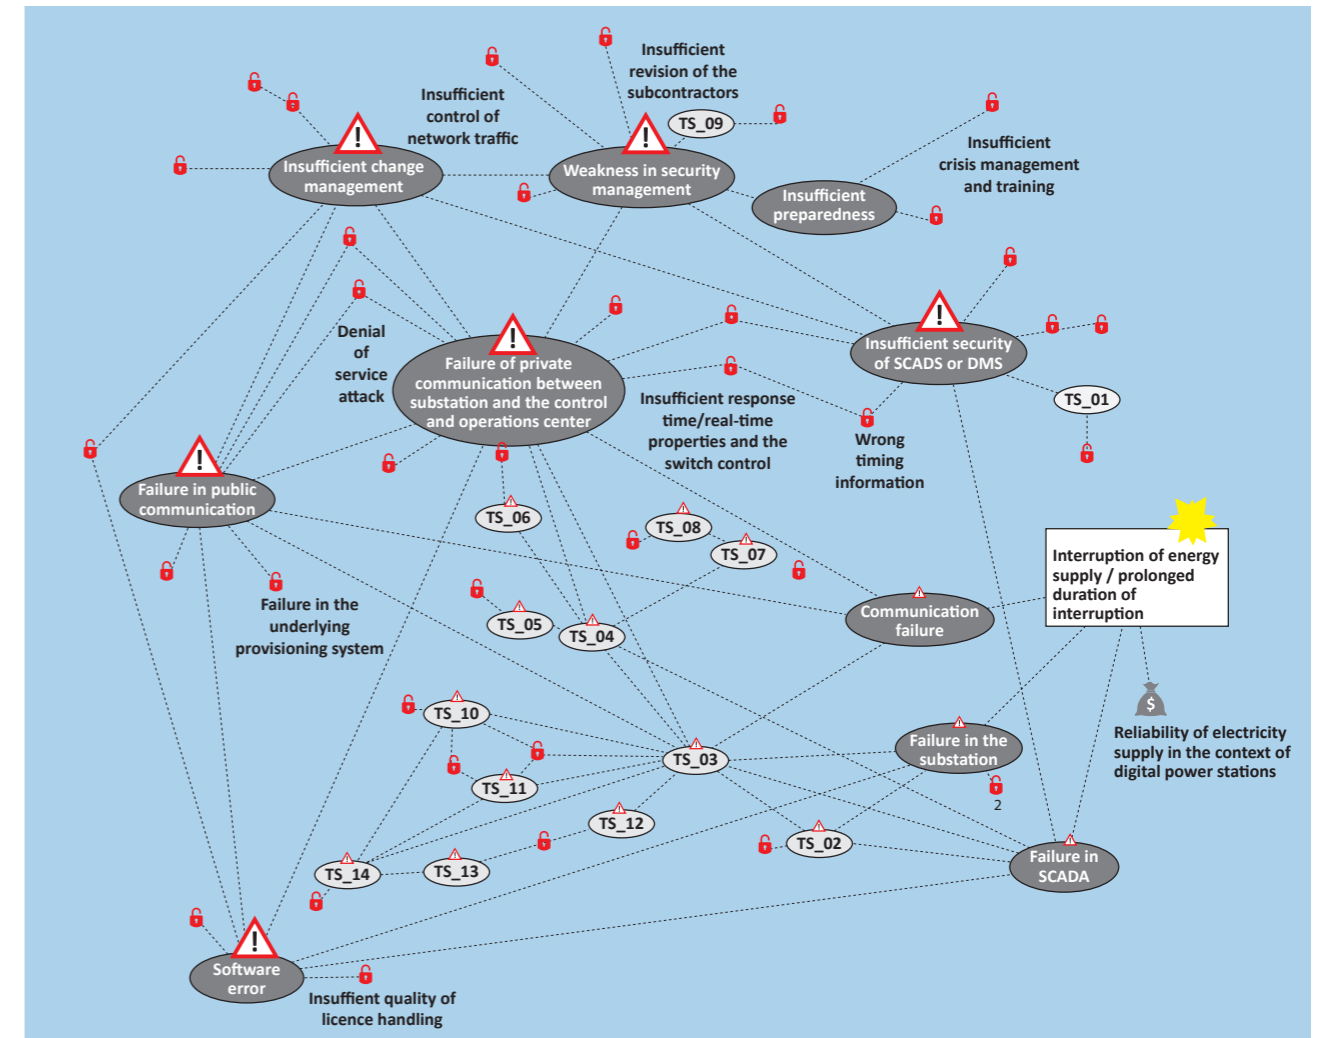 Insufficient
revision of the
subcontractors
Insufficient
control of
network traffic
TS_09
!
Insufficient change
management
!
Weakness in security
management
Insufficient
crisis management
and training
Insufficient
preparedness
Denial
of
service
attack
!
Failure of private
communication between
substation and the control
and operations center
!
Insufficient security
of SCADS or DMS
TS_01
Insufficient response
time/real-time
properties and the
switch control
Wrong
timing
information
!
Failure in public
communication
TS_06
TS_08
TS_07
Interruption of energy
supply / prolonged
duration of
interruption
Failure in the
underlying
provisioning system
TS_05
TS_04
Communication
failure
$
Reliability of electricity
supply in the context of
digital power stations
TS_10
TS_03
Failure in the
substation
2
TS_11
TS_12
TS_02
TS_14
TS_13
Failure in
SCADA
!
Software
error
Insuffient quality of
licence handling